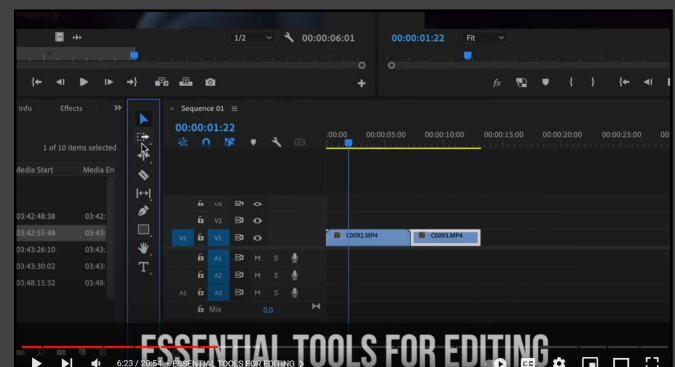 1/2
00:00:06:01
00:00:01:22
Fit
fx
Info
Effects
Sequence 01
00:00:01:22
1 of 10 items selected
:00:00
00:00:05:00
00:00:10:00
00:00:15:00
00:00:20:00
00:00:25:00
00:
Media Start
Media En
03:42:48:38
03:42:
03:42:55:48
03:43:
03:43:26:10
03:43:
03:43:30:02
03:43:
03:48:15:32
03:48:
V3
V2
V1 V1
C0092.MP4
C0093.MP4
A1 M S
A2 M S
A1 A3 M S
Mix
0,0
T
ESSENTIAL TOOLS FOR EDITING
6:23 / 20:54 • ESSENTIAL TOOLS FOR EDITING >
CC